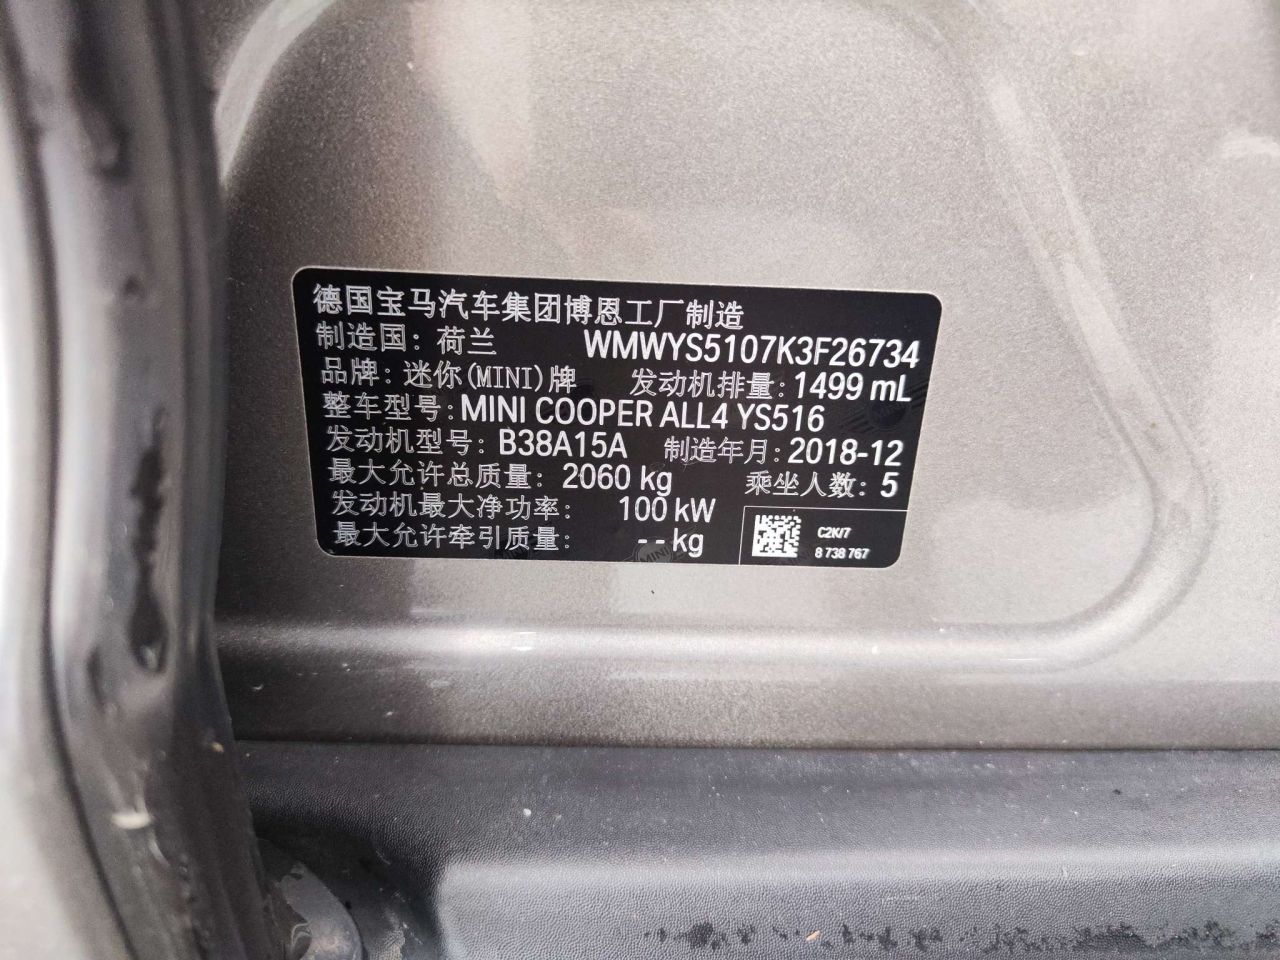 德国宝马汽车集团博恩工厂制造
制造国: 荷兰 WMWYS5107K3F26734
品牌: 迷你(MINI)牌 发动机排量: 1499 mL
整车型号: MINI COOPER ALL4 YS516
发动机型号: B38A15A 制造年月: 2018-12
最大允许总质量: 2060 kg 乘坐人数: 5
发动机最大净功率: 100 kW
最大允许牵引质量: - - kg
C2K/7
8 738 767
MINI